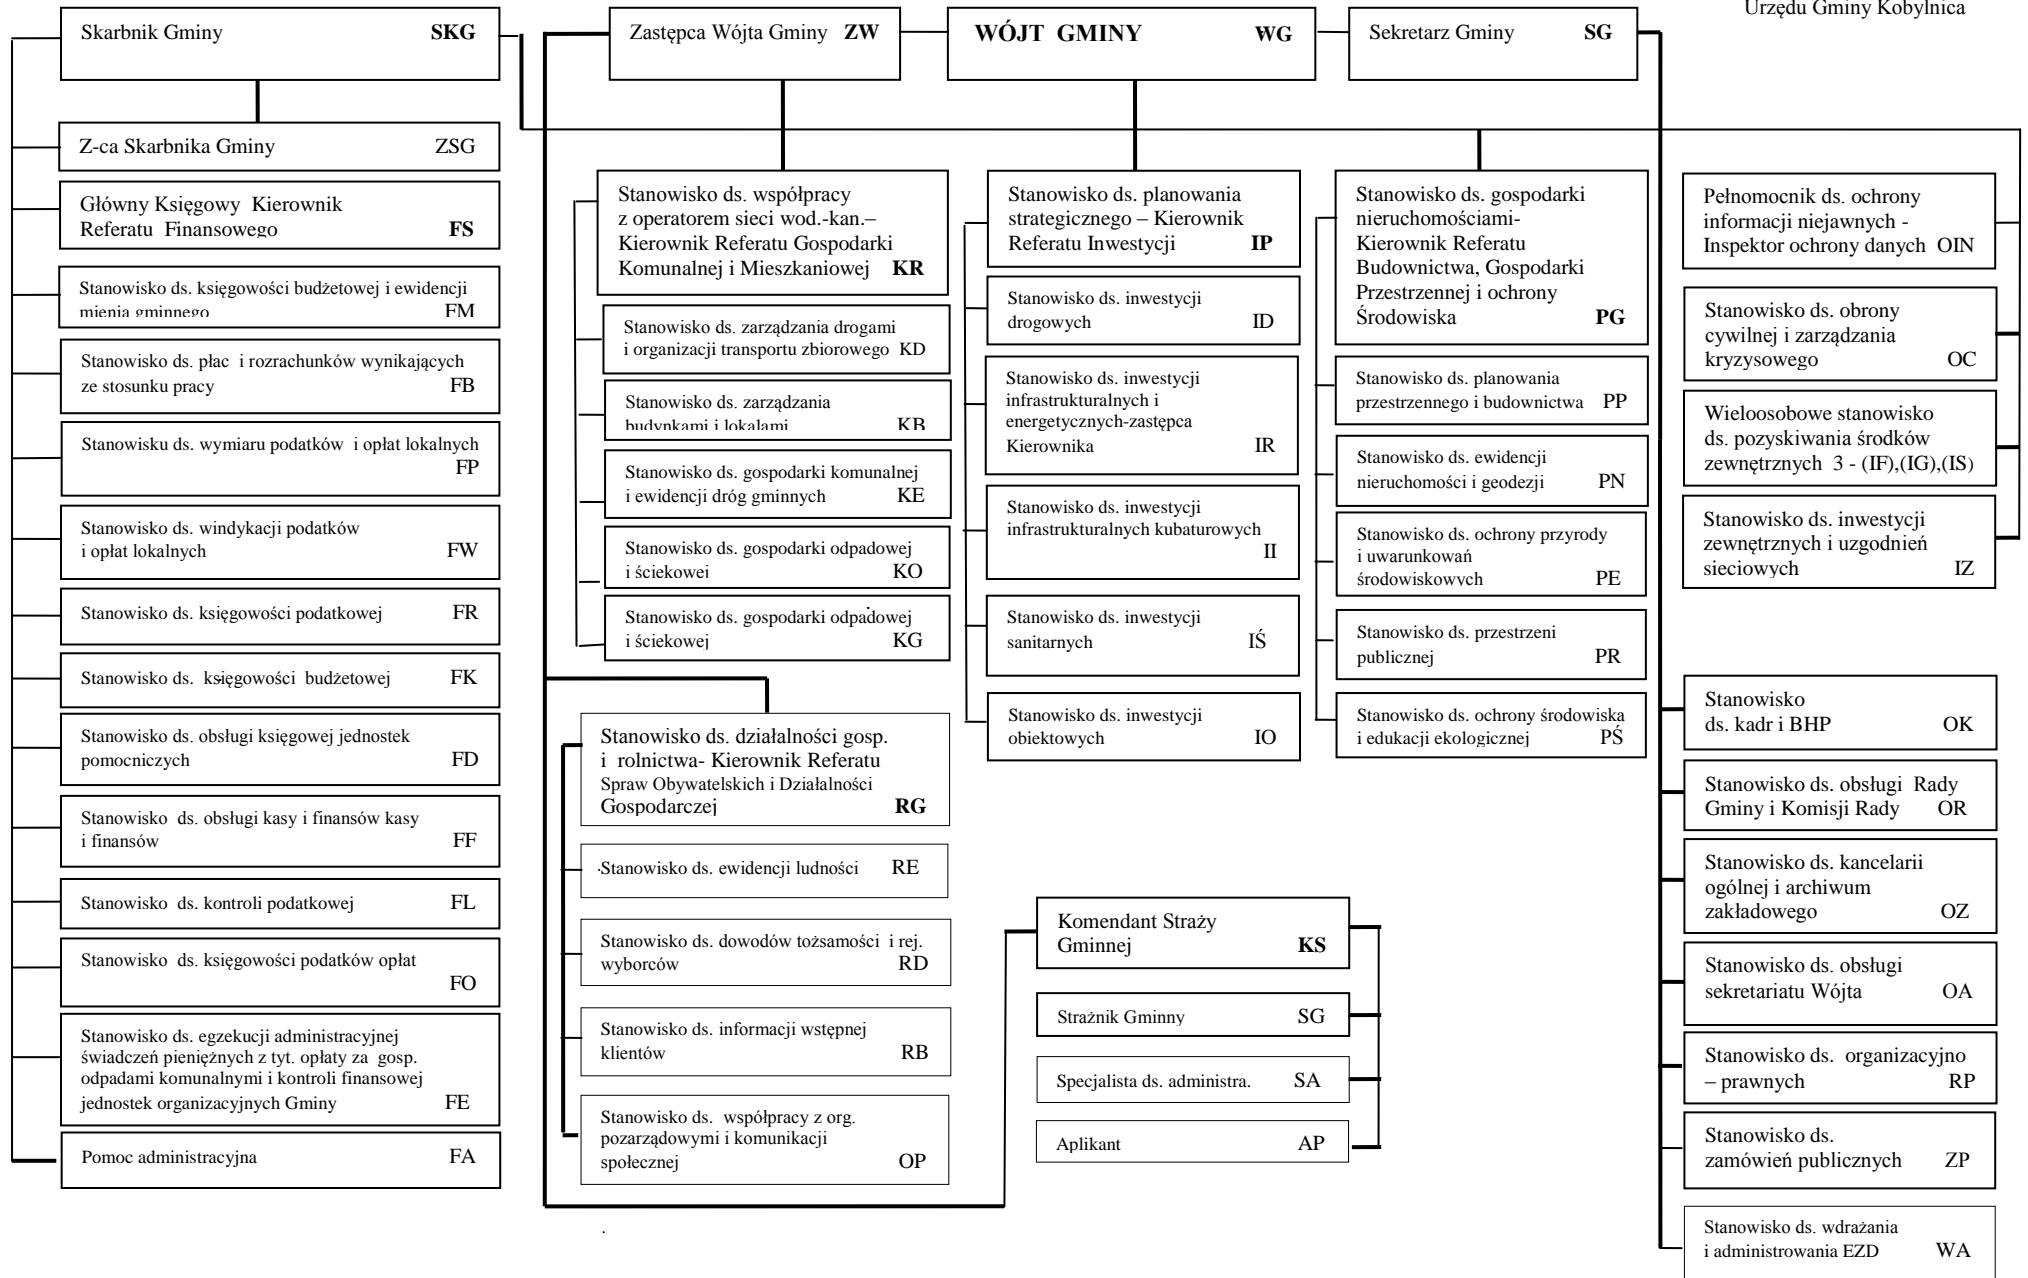 Urzędu Gminy Kobylnica
Skarbnik Gminy SKG
Zastępca Wójta Gminy ZW
WÓJT GMINY WG
Sekretarz Gminy SG
Z-ca Skarbnika Gminy ZSG
Główny Księgowy Kierownik
Referatu Finansowego FS
Stanowisko ds. księgowości budżetowej i ewidencji
mienia gminnego FM
Stanowisko ds. płac i rozrachunków wynikających
ze stosunku pracy FB
Stanowisku ds. wymiaru podatków i opłat lokalnych
FP
Stanowisko ds. windykacji podatków
i opłat lokalnych FW
Stanowisko ds. księgowości podatkowej FR
Stanowisko ds. księgowości budżetowej FK
Stanowisko ds. obsługi księgowej jednostek
pomocniczych FD
Stanowisko ds. obsługi kasy i finansów kasy
i finansów FF
Stanowisko ds. kontroli podatkowej FL
Stanowisko ds. księgowości podatków opłat
FO
Stanowisko ds. egzekucji administracyjnej
świadczeń pieniężnych z tyt. opłaty za gosp.
odpadami komunalnymi i kontroli finansowej
jednostek organizacyjnych Gminy FE
Pomoc administracyjna FA
Stanowisko ds. współpracy
z operatorem sieci wod.-kan.–
Kierownik Referatu Gospodarki
Komunalnej i Mieszkaniowej KR
Stanowisko ds. zarządzania drogami
i organizacji transportu zbiorowego KD
Stanowisko ds. zarządzania
budynkami i lokalami KB
Stanowisko ds. gospodarki komunalnej
i ewidencji dróg gminnych KE
Stanowisko ds. gospodarki odpadowej
i ściekowej KO
Stanowisko ds. gospodarki odpadowej
i ściekowej KG
Stanowisko ds. działalności gosp.
i rolnictwa- Kierownik Referatu
Spraw Obywatelskich i Działalności
Gospodarczej RG
.Stanowisko ds. ewidencji ludności RE
Stanowisko ds. dowodów tożsamości i rej.
wyborców RD
Stanowisko ds. informacji wstępnej
klientów RB
Stanowisko ds. współpracy z org.
pozarządowymi i komunikacji
społecznej OP
.
Stanowisko ds. planowania
strategicznego – Kierownik
Referatu Inwestycji IP
Stanowisko ds. inwestycji
drogowych ID
Stanowisko ds. inwestycji
infrastrukturalnych i
energetycznych-zastępca
Kierownika IR
Stanowisko ds. inwestycji
infrastrukturalnych kubaturowych
II
Stanowisko ds. inwestycji
sanitarnych IŚ
Stanowisko ds. inwestycji
obiektowych IO
Komendant Straży
Gminnej KS
Strażnik Gminny SG
Specjalista ds. administra. SA
Aplikant AP
Stanowisko ds. gospodarki
nieruchomościami-
Kierownik Referatu
Budownictwa, Gospodarki
Przestrzennej i ochrony
Środowiska PG
Stanowisko ds. planowania
przestrzennego i budownictwa PP
Stanowisko ds. ewidencji
nieruchomości i geodezji PN
Stanowisko ds. ochrony przyrody
i uwarunkowań
środowiskowych PE
Stanowisko ds. przestrzeni
publicznej PR
Stanowisko ds. ochrony środowiska
i edukacji ekologicznej PŚ
Pełnomocnik ds. ochrony
informacji niejawnych -
Inspektor ochrony danych OIN
Stanowisko ds. obrony
cywilnej i zarządzania
kryzysowego OC
Wieloosobowe stanowisko
ds. pozyskiwania środków
zewnętrznych 3 - (IF),(IG),(IS)
Stanowisko ds. inwestycji
zewnętrznych i uzgodnień
sieciowych IZ
Stanowisko
ds. kadr i BHP OK
Stanowisko ds. obsługi Rady
Gminy i Komisji Rady OR
Stanowisko ds. kancelarii
ogólnej i archiwum
zakładowego OZ
Stanowisko ds. obsługi
sekretariatu Wójta OA
Stanowisko ds. organizacyjno
– prawnych RP
Stanowisko ds.
zamówień publicznych ZP
Stanowisko ds. wdrażania
i administrowania EZD WA